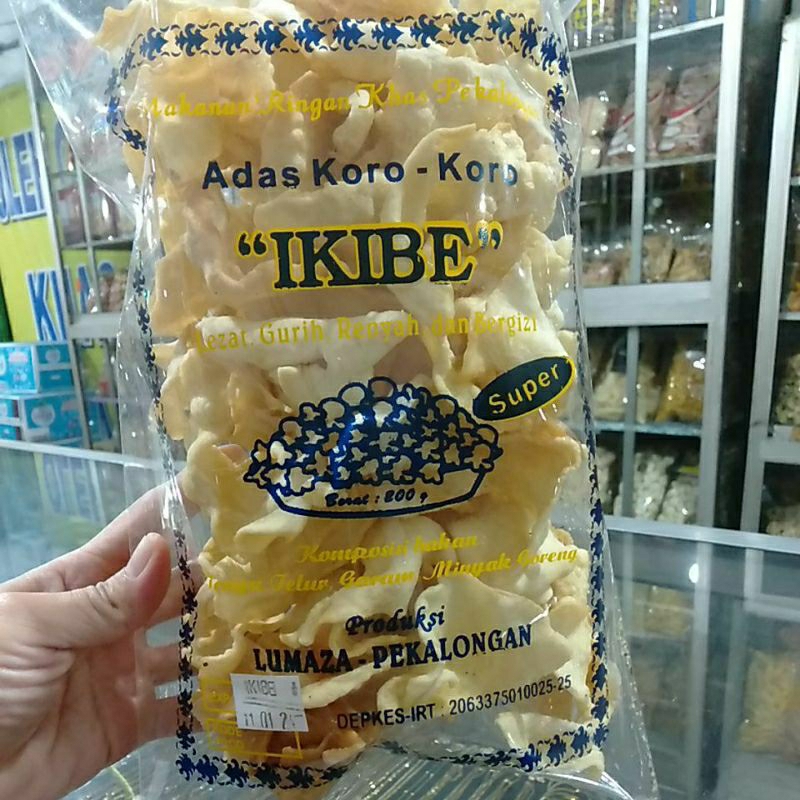 Makanan Ringan Khas Pekalongan
Adas Koro - Koro
"IKIBE"
Lezat, Gurih, Renyah dan Bergizi
Super
Berat : 200 g
Komposisi bahan
Telur, Garam, Minyak Goreng
Produksi
LUMAZA - PEKALONGAN
IKIBE
DEPKES-IRT : 2063375010025-25